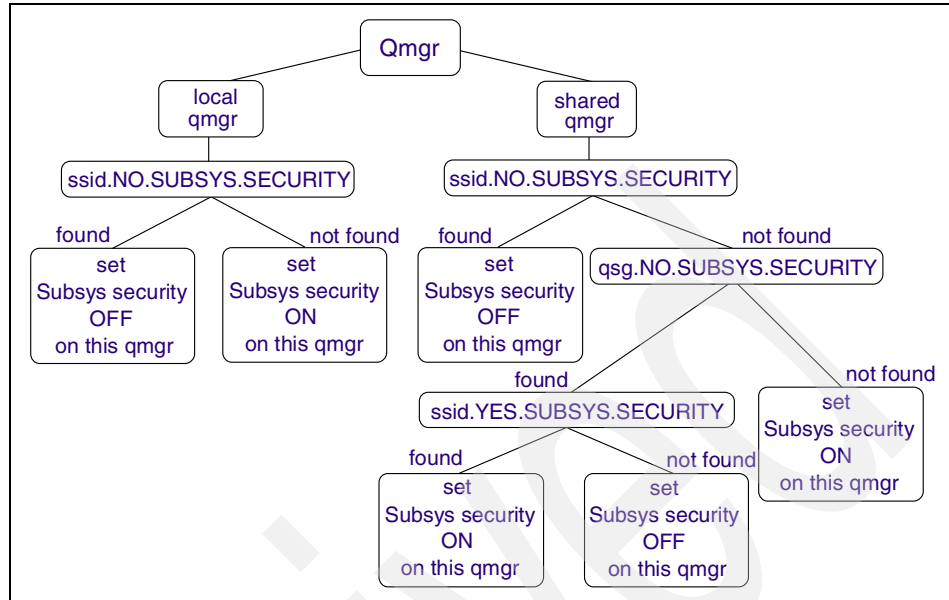 Qmgr
local
qmgr
shared
qmgr
ssid.NO.SUBSYS.SECURITY
ssid.NO.SUBSYS.SECURITY
found
not found
found
not found
set
Subsys security
OFF
on this qmgr
set
Subsys security
ON
on this qmgr
set
Subsys security
OFF
on this qmgr
qsg.NO.SUBSYS.SECURITY
found
not found
ssid.YES.SUBSYS.SECURITY
set
Subsys security
ON
on this qmgr
found
not found
set
Subsys security
ON
on this qmgr
set
Subsys security
OFF
on this qmgr